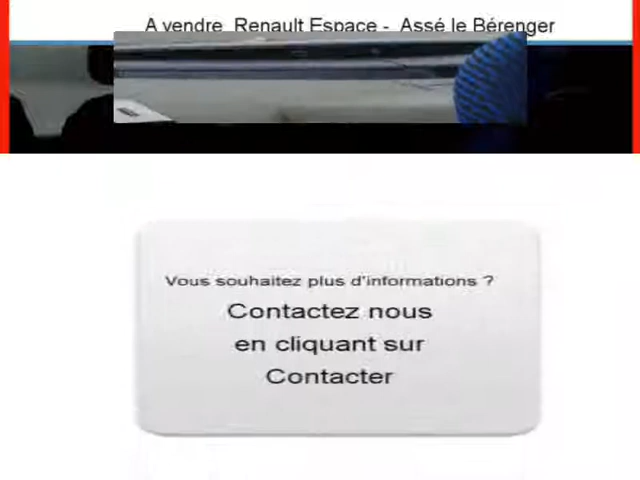 A vendre Renault Espace - Assé le Bérenger
Vous souhaitez plus d'informations ?
Contactez nous
en cliquant sur
Contacter